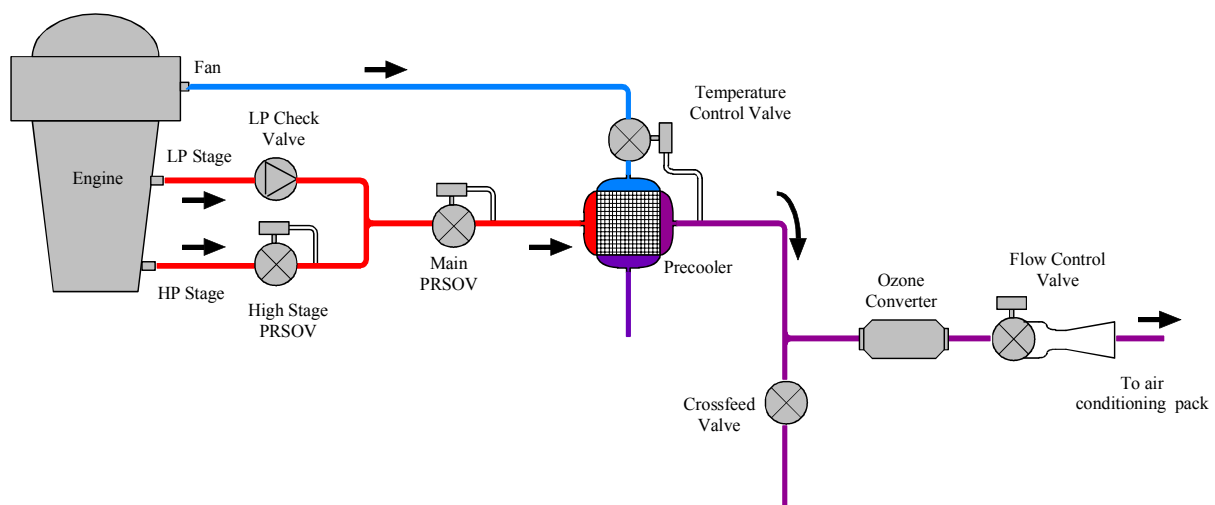 Fan
Temperature
Control Valve
LP Check
Valve
LP Stage
Engine
Main
PRSOV
Precooler
HP Stage
High Stage
PRSOV
Ozone
Converter
Flow Control
Valve
To air
conditioning pack
Crossfeed
Valve